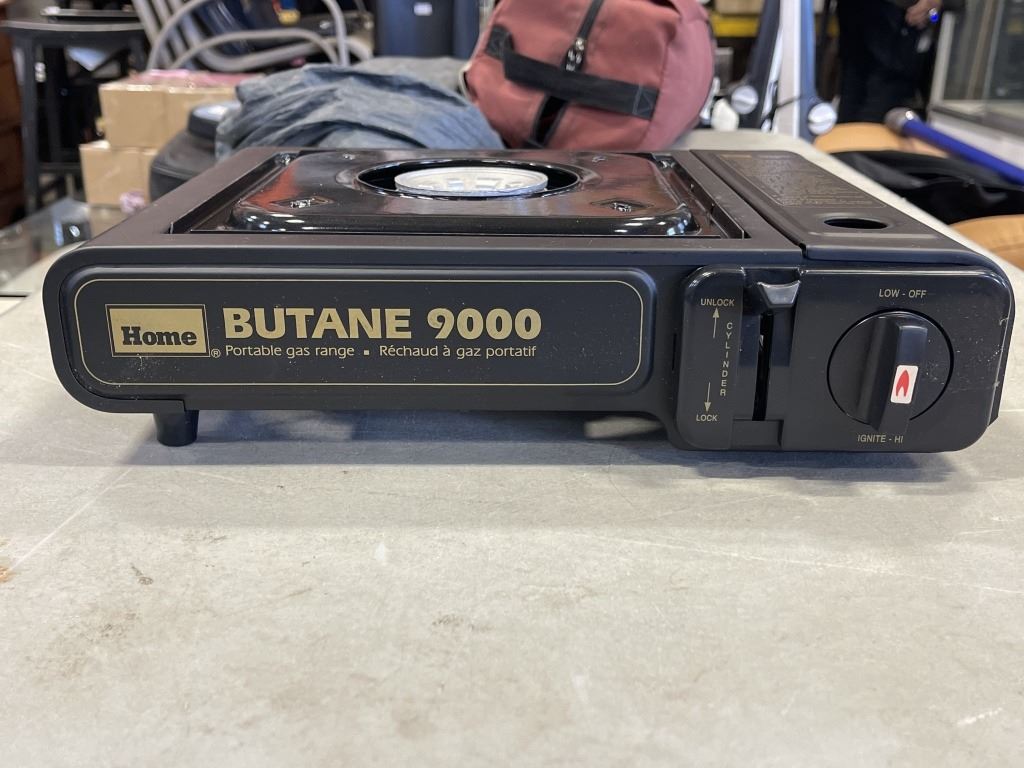 Home ®
BUTANE 9000
Portable gas range ▪ Réchaud à gaz portatif
UNLOCK
CYLINDER
LOCK
LOW - OFF
IGNITE - HI